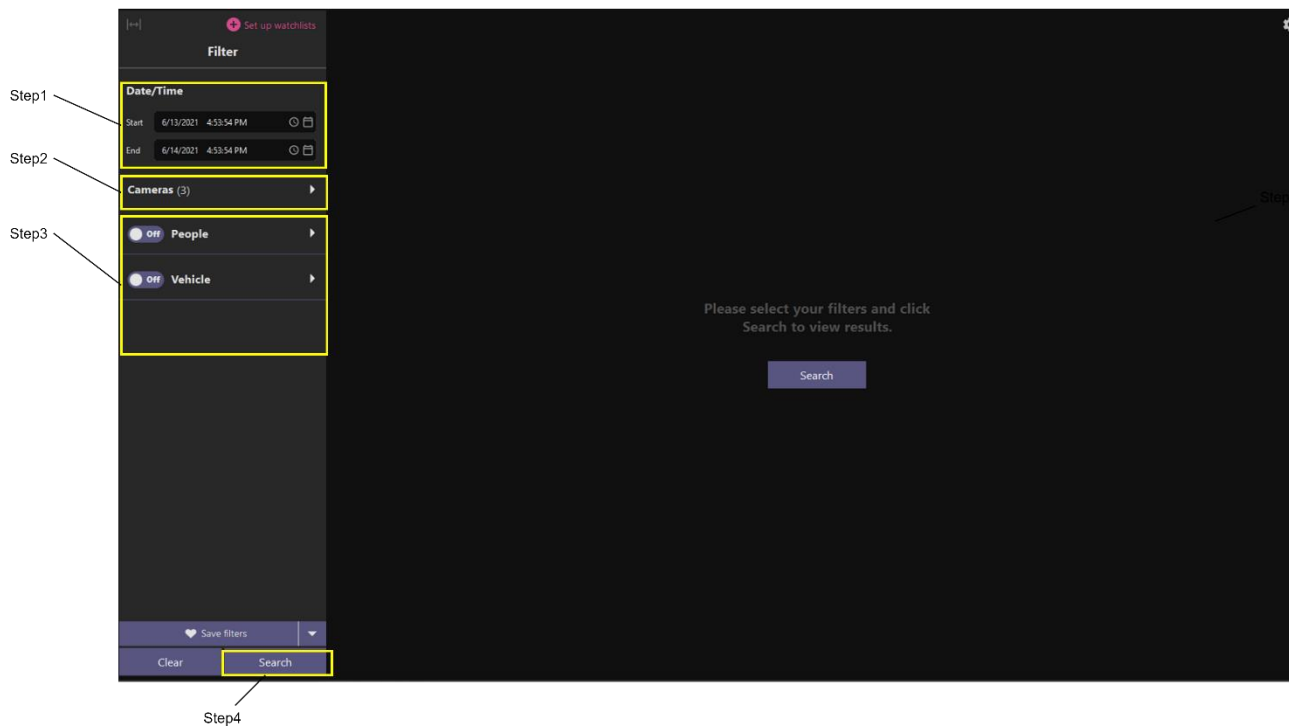 Set up watchlists
Filter
Step1
Date/Time
Start 6/13/2021 4:53:54 PM
End 6/14/2021 4:53:54 PM
Step2
Cameras (3)
Step3
Off People
Off Vehicle
Step
Please select your filters and click
Search to view results.
Search
Save filters
Clear Search
Step4